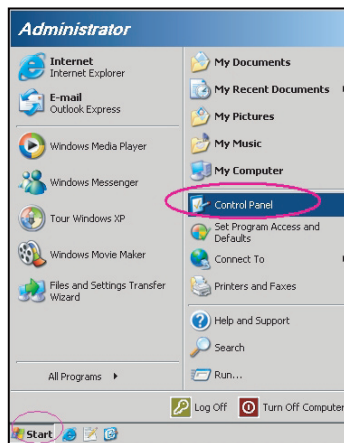 Administrator
Internet
Internet Explorer
E-mail
Outlook Express
Windows Media Player
Windows Messenger
Tour Windows XP
Windows Movie Maker
Files and Settings Transfer
Wizard
All Programs
My Documents
My Recent Documents
My Pictures
My Music
My Computer
Control Panel
Set Program Access and
Defaults
Connect To
Printers and Faxes
Help and Support
Search
Run...
Log Off
Turn Off Computer
Start